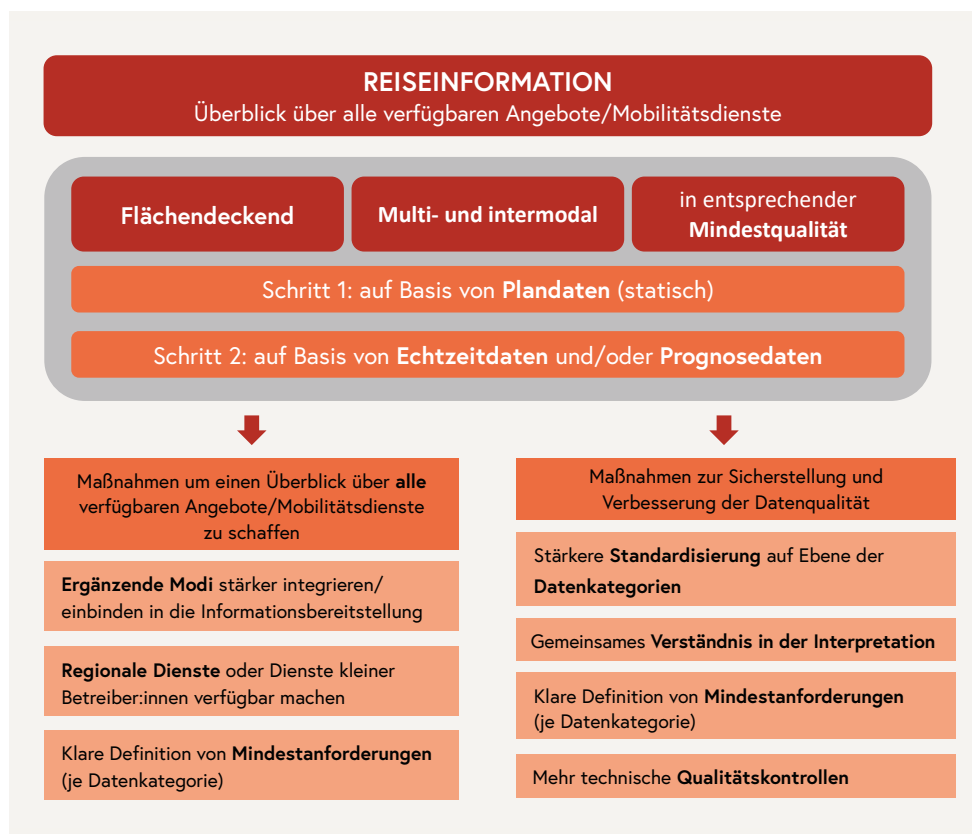 REISEINFORMATION
Überblick über alle verfügbaren Angebote/Mobilitätsdienste
Flächendeckend
Multi- und intermodal
in entsprechender
Mindestqualität
Schritt 1: auf Basis von Plandaten (statisch)
Schritt 2: auf Basis von Echtzeitdaten und/oder Prognosedaten
Maßnahmen um einen Überblick über alle
verfügbaren Angebote/Mobilitätsdienste
zu schaffen
Ergänzende Modi stärker integrieren/
einbinden in die Informationsbereitstellung
Regionale Dienste oder Dienste kleiner
Betreiber:innen verfügbar machen
Klare Definition von Mindestanforderungen
(je Datenkategorie)
Maßnahmen zur Sicherstellung und
Verbesserung der Datenqualität
Stärkere Standardisierung auf Ebene der
Datenkategorien
Gemeinsames Verständnis in der Interpretation
Klare Definition von Mindestanforderungen
(je Datenkategorie)
Mehr technische Qualitätskontrollen